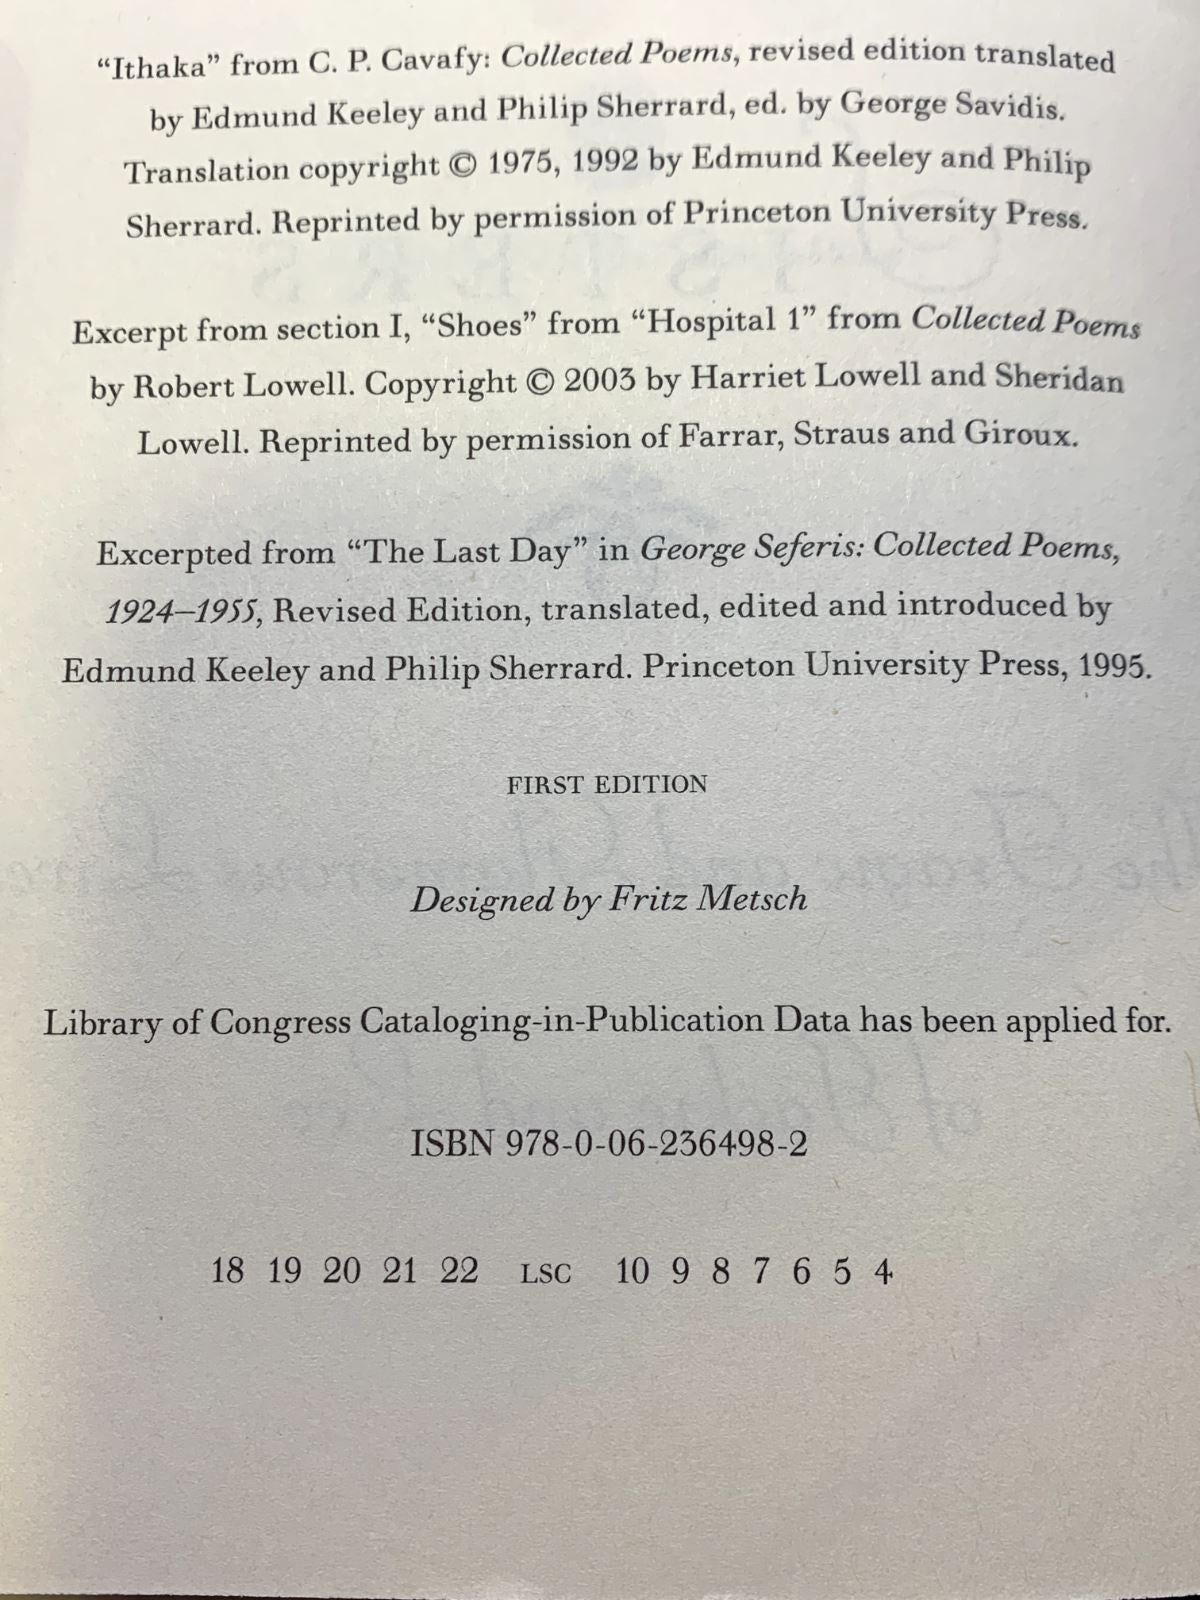 “Ithaka” from C. P. Cavafy: Collected Poems, revised edition translated
by Edmund Keeley and Philip Sherrard, ed. by George Savidis.
Translation copyright © 1975, 1992 by Edmund Keeley and Philip
Sherrard. Reprinted by permission of Princeton University Press.
Excerpt from section I, “Shoes” from “Hospital 1” from Collected Poems
by Robert Lowell. Copyright © 2003 by Harriet Lowell and Sheridan
Lowell. Reprinted by permission of Farrar, Straus and Giroux.
Excerpted from “The Last Day” in George Seferis: Collected Poems,
1924–1955, Revised Edition, translated, edited and introduced by
Edmund Keeley and Philip Sherrard. Princeton University Press, 1995.
FIRST EDITION
Designed by Fritz Metsch
Library of Congress Cataloging-in-Publication Data has been applied for.
ISBN 978-0-06-236498-2
18 19 20 21 22 LSC 10 9 8 7 6 5 4